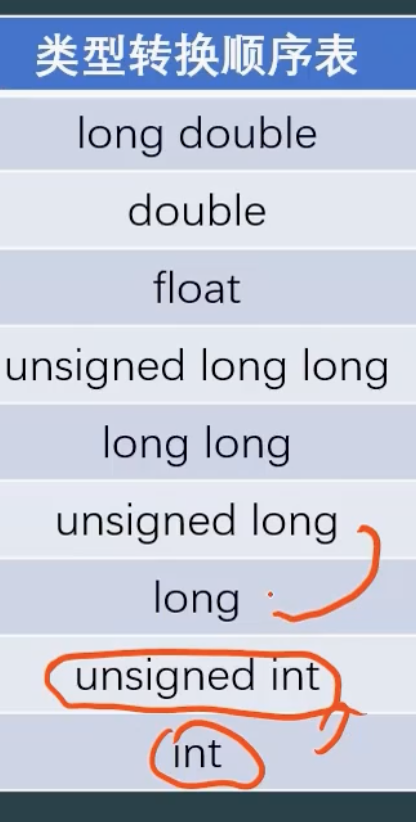 类型转换顺序表
long double
double
float
unsigned long long
long long
unsigned long
long
unsigned int
int